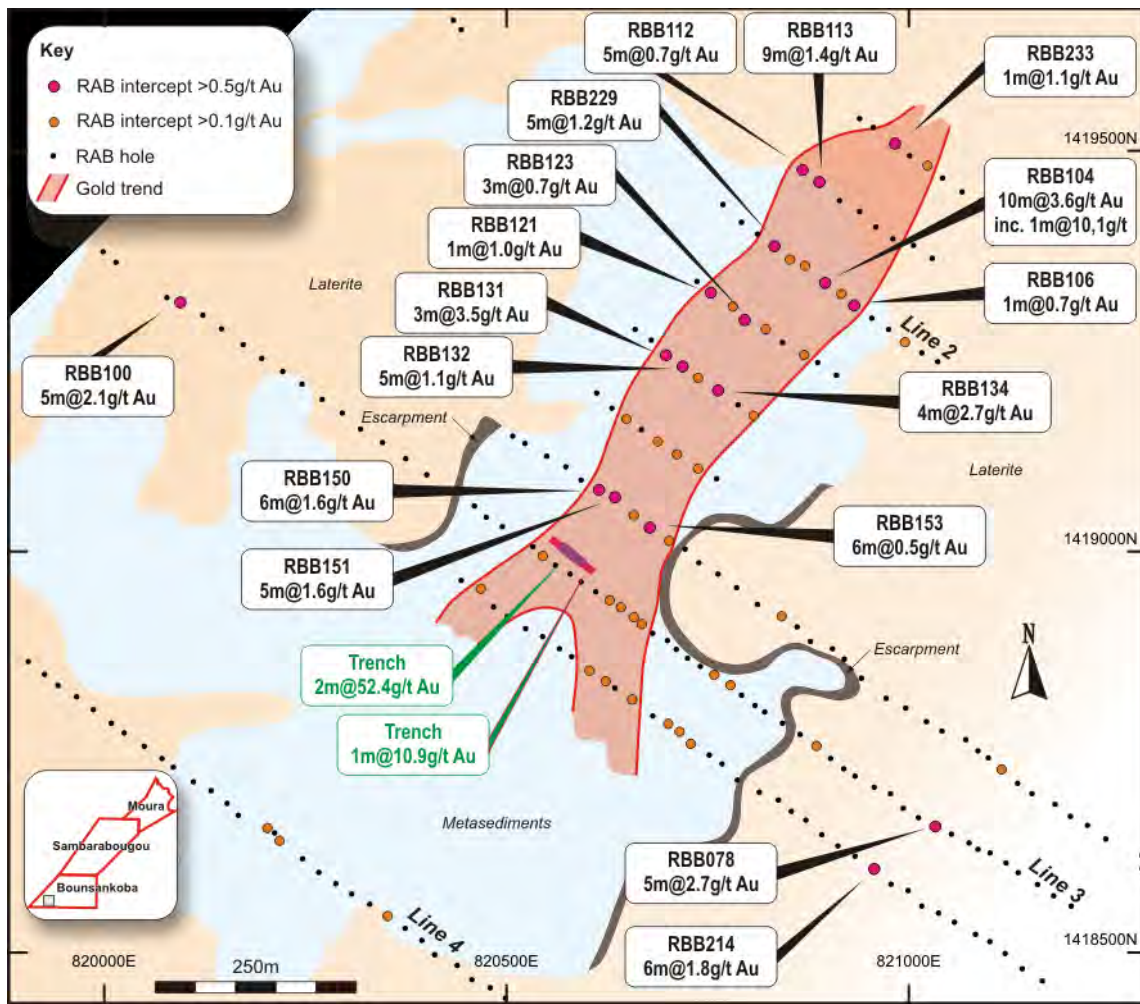 Key
RAB intercept >0.5g/t Au
RAB intercept >0.1g/t Au
RAB hole
Gold trend
RBB112
5m@0.7g/t Au
RBB113
9m@1.4g/t Au
RBB233
1m@1.1g/t Au
RBB229
5m@1.2g/t Au
1419500N
RBB123
3m@0.7g/t Au
RBB104
10m@3.6g/t Au
inc. 1m@10,1g/t
RBB121
1m@1.0g/t Au
Laterite
RBB131
3m@3.5g/t Au
RBB106
1m@0.7g/t Au
Line 2
RBB100
5m@2.1g/t Au
RBB132
5m@1.1g/t Au
RBB134
4m@2.7g/t Au
Escarpment
Laterite
RBB150
6m@1.6g/t Au
RBB153
6m@0.5g/t Au
1419000N
RBB151
5m@1.6g/t Au
Escarpment
N
Trench
2m@52.4g/t Au
Trench
1m@10.9g/t Au
Moura
Sambarabougou
Bounsankoba
Metasediments
RBB078
5m@2.7g/t Au
Line 3
Line 4
RBB214
6m@1.8g/t Au
1418500N
820000E
250m
820500E
821000E